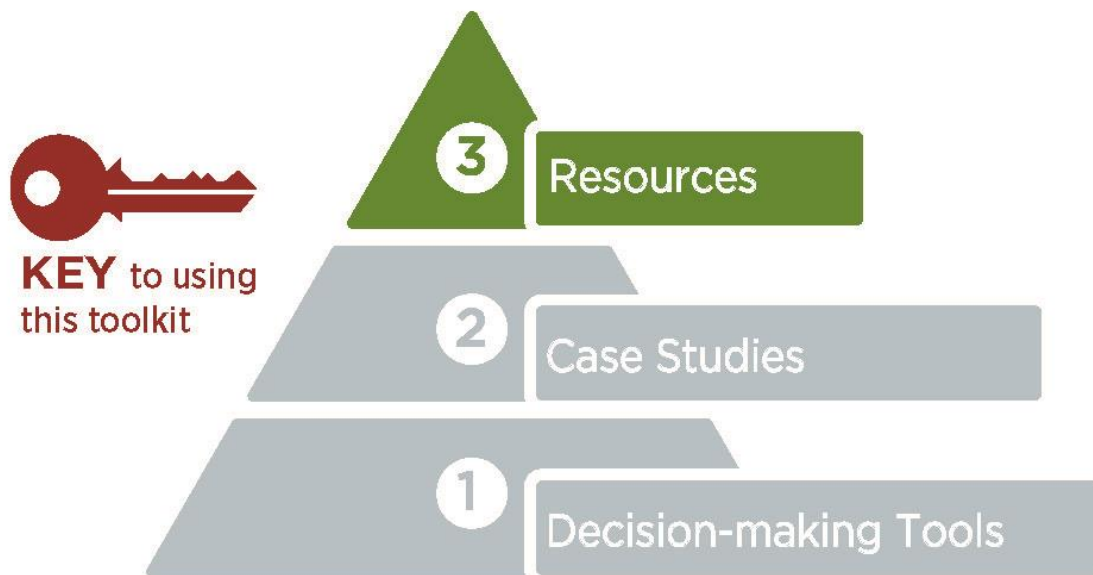 3
Resources
KEY to using
this toolkit
2
Case Studies
1
Decision-making Tools